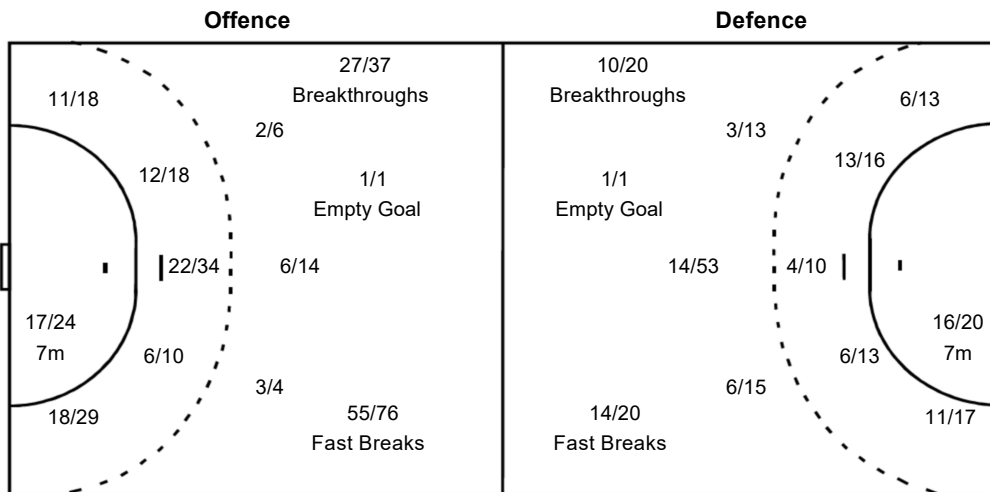 Offence
Defence
27/37
Breakthroughs
10/20
Breakthroughs
11/18
6/13
2/6
3/13
12/18
13/16
1/1
Empty Goal
1/1
Empty Goal
22/34
6/14
14/53
4/10
17/24
7m
16/20
7m
6/10
6/13
3/4
6/15
18/29
55/76
Fast Breaks
14/20
Fast Breaks
11/17